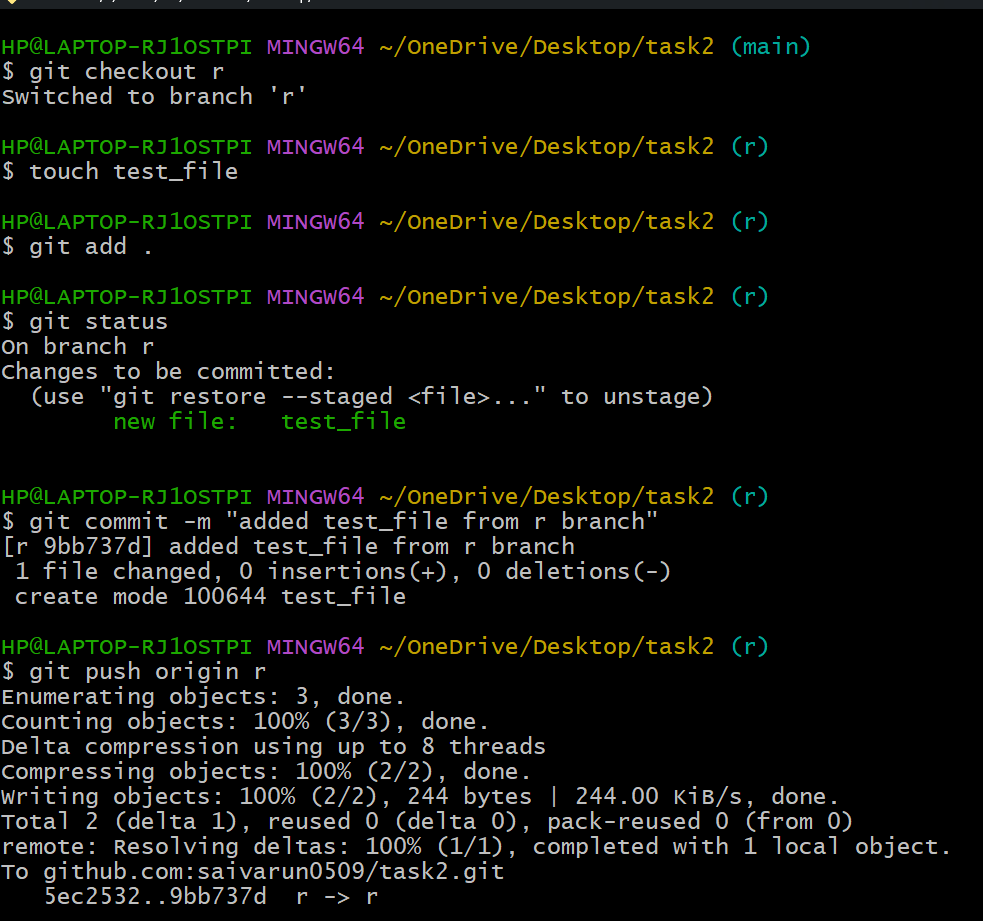 HP@LAPTOP-RJ1OSTPI MINGW64 ~/OneDrive/Desktop/task2 (main)
$ git checkout r
Switched to branch 'r'
HP@LAPTOP-RJ1OSTPI MINGW64 ~/OneDrive/Desktop/task2 (r)
$ touch test_file
HP@LAPTOP-RJ1OSTPI MINGW64 ~/OneDrive/Desktop/task2 (r)
$ git add .
HP@LAPTOP-RJ1OSTPI MINGW64 ~/OneDrive/Desktop/task2 (r)
$ git status
On branch r
Changes to be committed:
  (use "git restore --staged <file>..." to unstage)
        new file:   test_file
HP@LAPTOP-RJ1OSTPI MINGW64 ~/OneDrive/Desktop/task2 (r)
$ git commit -m "added test_file from r branch"
[r 9bb737d] added test_file from r branch
 1 file changed, 0 insertions(+), 0 deletions(-)
 create mode 100644 test_file
HP@LAPTOP-RJ1OSTPI MINGW64 ~/OneDrive/Desktop/task2 (r)
$ git push origin r
Enumerating objects: 3, done.
Counting objects: 100% (3/3), done.
Delta compression using up to 8 threads
Compressing objects: 100% (2/2), done.
Writing objects: 100% (2/2), 244 bytes | 244.00 KiB/s, done.
Total 2 (delta 1), reused 0 (delta 0), pack-reused 0 (from 0)
remote: Resolving deltas: 100% (1/1), completed with 1 local object.
To github.com:saivarun0509/task2.git
   5ec2532..9bb737d  r -> r